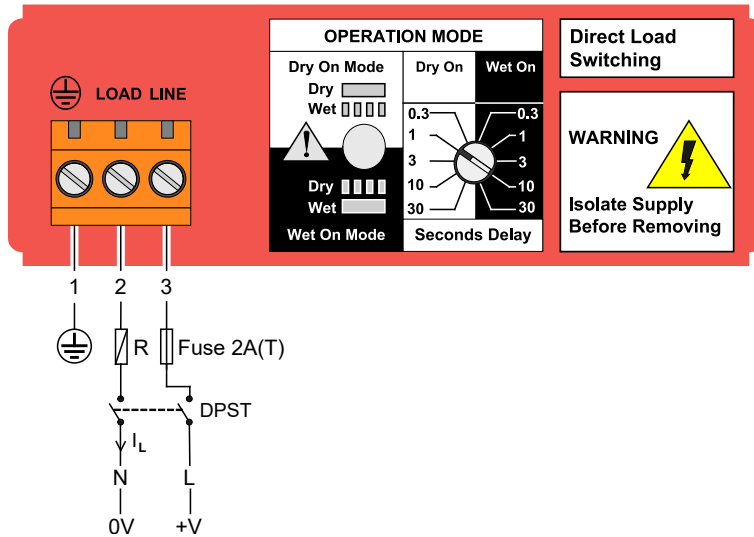 LOAD LINE
OPERATION MODE
Dry On Mode
Dry
Wet
Dry
Wet
Wet On Mode
Dry On
Wet On
0.3
0.3
1
1
3
3
10
10
30
30
Seconds Delay
Direct Load
Switching
WARNING
Isolate Supply
Before Removing
1
2
3
R
Fuse 2A(T)
DPST
IL
N
L
0V
+V